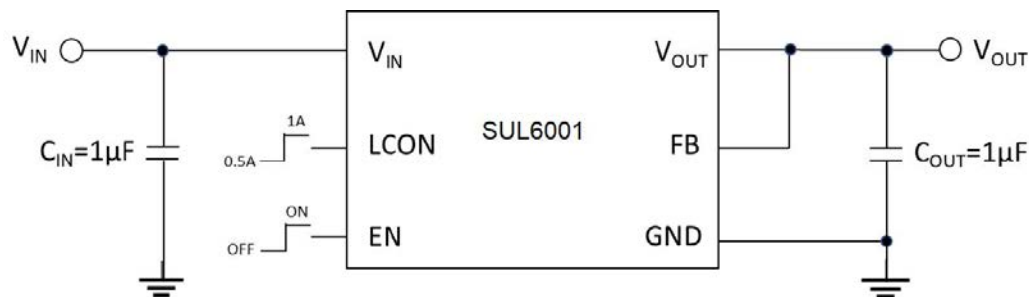 V_IN
V_IN
V_OUT
V_OUT
1A
0.5A
LCON
SUL6001
FB
C_IN=1μF
C_OUT=1μF
ON
OFF
EN
GND